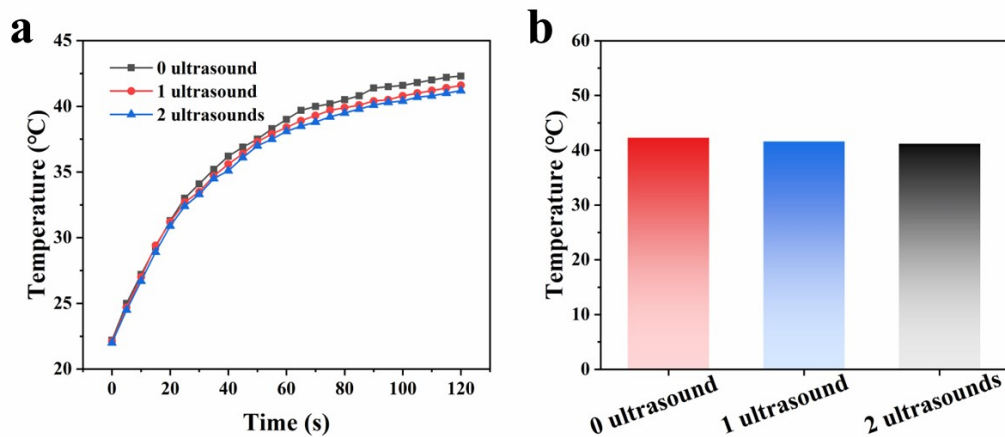 a
45
40
35
30
25
20
Temperature (℃)
0 ultrasound
1 ultrasound
2 ultrasounds
0 20 40 60 80 100 120
Time (s)
b
60
50
40
30
20
10
0
Temperature (℃)
0 ultrasound
1 ultrasound
2 ultrasounds